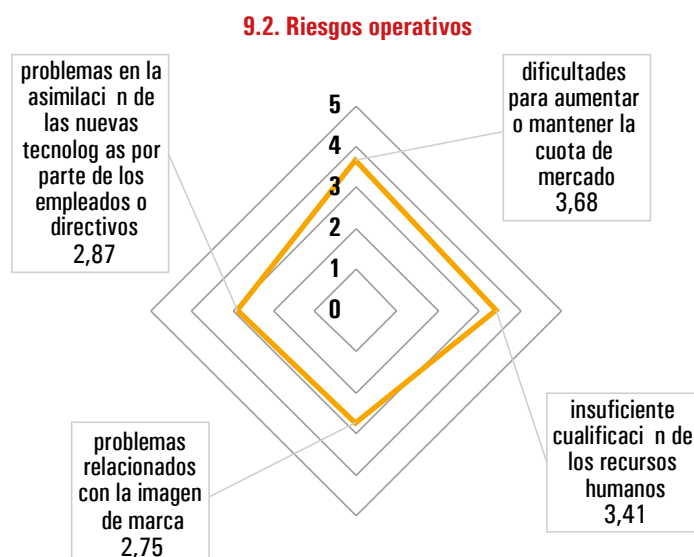 9.2. Riesgos operativos
problemas en la
asimilaci n de
las nuevas
tecnolog as por
parte de los
empleados o
directivos
2,87
dificultades
para aumentar
o mantener la
cuota de
mercado
3,68
5
4
3
2
1
0
problemas
relacionados
con la imagen
de marca
2,75
insuficiente
cualificaci n de
los recursos
humanos
3,41